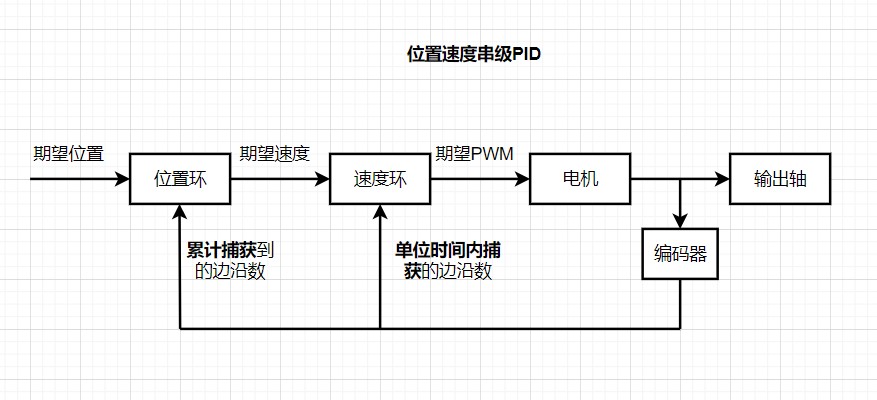 位置速度串级PID
期望位置
位置环
期望速度
速度环
期望PWM
电机
输出轴
累计捕获到
的边沿数
单位时间内捕
获的边沿数
编码器